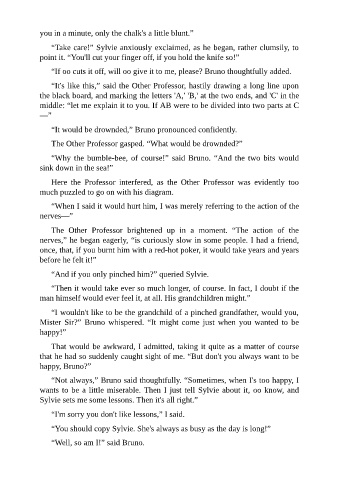 you in a minute, only the chalk's a little blunt.”
“Take care!” Sylvie anxiously exclaimed, as he began, rather clumsily, to
point it. “You'll cut your finger off, if you hold the knife so!”
“If oo cuts it off, will oo give it to me, please? Bruno thoughtfully added.
“It's like this,” said the Other Professor, hastily drawing a long line upon
the black board, and marking the letters 'A,' 'B,' at the two ends, and 'C' in the
middle: “let me explain it to you. If AB were to be divided into two parts at C
—”
“It would be drownded,” Bruno pronounced confidently.
The Other Professor gasped. “What would be drownded?”
“Why the bumble-bee, of course!” said Bruno. “And the two bits would
sink down in the sea!”
Here the Professor interfered, as the Other Professor was evidently too
much puzzled to go on with his diagram.
“When I said it would hurt him, I was merely referring to the action of the
nerves—”
The Other Professor brightened up in a moment. “The action of the
nerves,” he began eagerly, “is curiously slow in some people. I had a friend,
once, that, if you burnt him with a red-hot poker, it would take years and years
before he felt it!”
“And if you only pinched him?” queried Sylvie.
“Then it would take ever so much longer, of course. In fact, I doubt if the
man himself would ever feel it, at all. His grandchildren might.”
“I wouldn't like to be the grandchild of a pinched grandfather, would you,
Mister Sir?” Bruno whispered. “It might come just when you wanted to be
happy!”
That would be awkward, I admitted, taking it quite as a matter of course
that he had so suddenly caught sight of me. “But don't you always want to be
happy, Bruno?”
“Not always,” Bruno said thoughtfully. “Sometimes, when I's too happy, I
wants to be a little miserable. Then I just tell Sylvie about it, oo know, and
Sylvie sets me some lessons. Then it's all right.”
“I'm sorry you don't like lessons,” I said.
“You should copy Sylvie. She's always as busy as the day is long!”
“Well, so am I!” said Bruno.